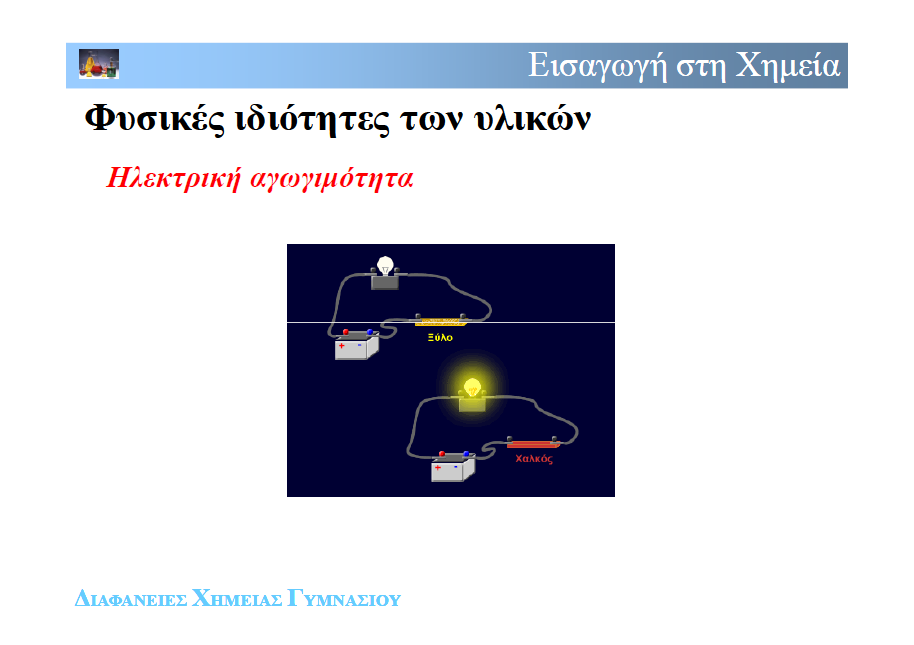 Εισαγωγή στη Χημεία
Φυσικές ιδιότητες των υλικών
Ηλεκτρική αγωγιμότητα
Ξύλο
+ -
Χαλκός
+ -
ΔΙΑΦΑΝΕΙΕΣ ΧΗΜΕΙΑΣ ΓΥΜΝΑΣΙΟΥ